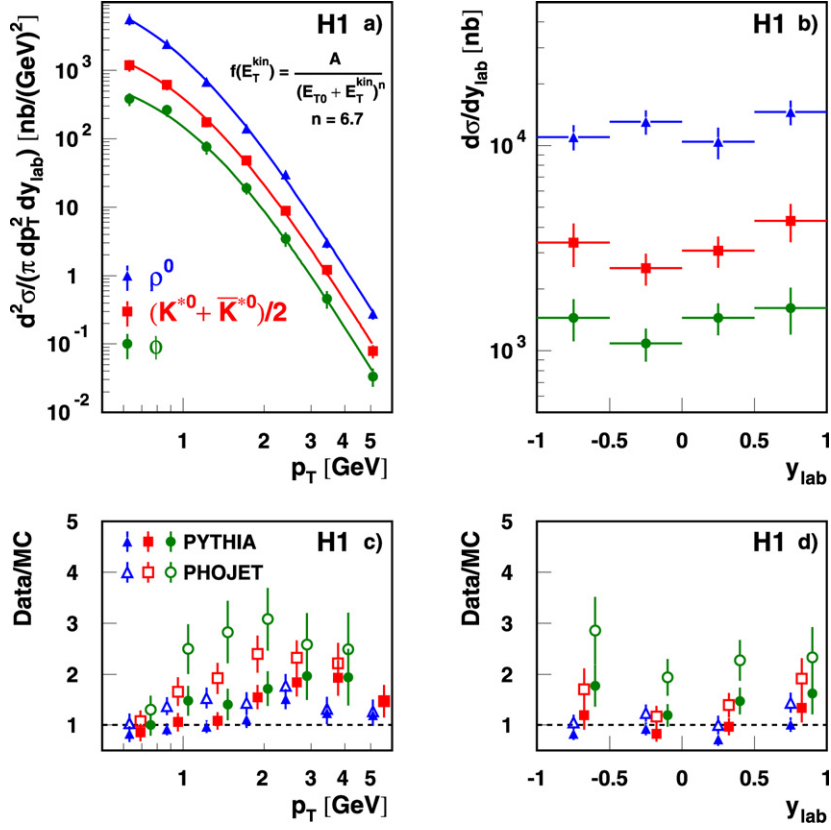 H1 a)
d²σ/(π dp_T² dy_lab) [nb/(GeV)²]
f(E_T^kin) = A / (E_T0 + E_T^kin)^n
n = 6.7
10³
10²
10
1
10⁻¹
10⁻²
ρ⁰
(K*⁰ + K̅*⁰)/2
ϕ
1 2 3 4 5
p_T [GeV]
H1 b)
dσ/dy_lab [nb]
10⁴
10³
-1 -0.5 0 0.5 1
y_lab
H1 c)
Data/MC
5
4
3
2
1
PYTHIA
PHOJET
1 2 3 4 5
p_T [GeV]
H1 d)
Data/MC
5
4
3
2
1
-1 -0.5 0 0.5 1
y_lab